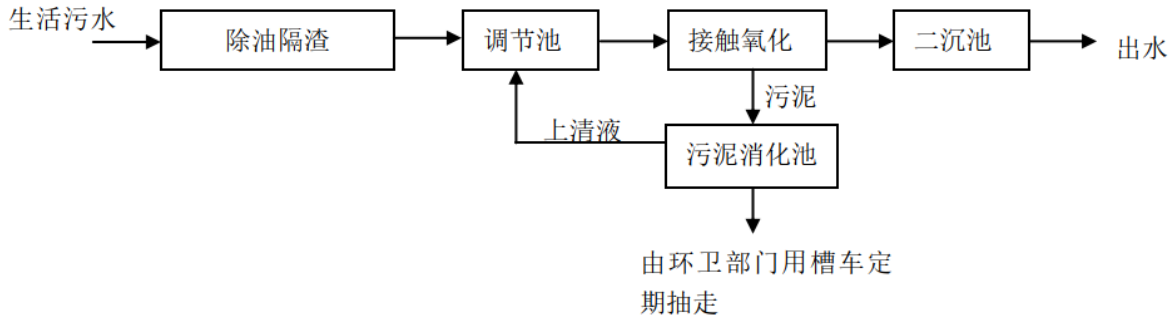 生活污水
除油隔渣
调节池
接触氧化
二沉池
出水
污泥
上清液
污泥消化池
由环卫部门用槽车定
期抽走